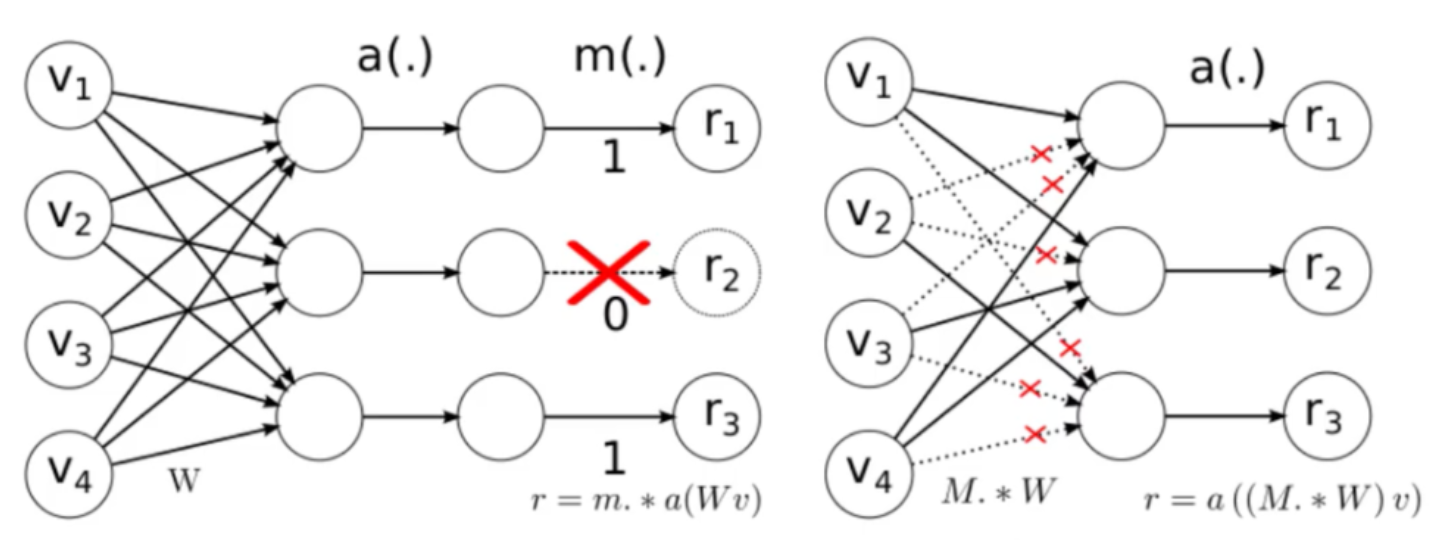 a(.) m(.)
v1
r1
1
v2
r2
0
v3
r3
1
v4
W
r = m. * a(Wv)
a(.)
v1
r1
v2
r2
v3
r3
v4
M. * W
r = a ((M. * W) v)